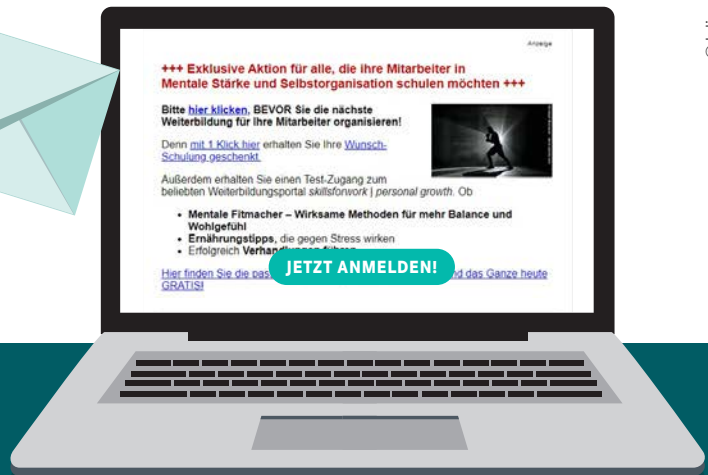 Anzeige
+++ Exklusive Aktion für alle, die ihre Mitarbeiter in
Mentale Stärke und Selbstorganisation schulen möchten +++
Bitte hier klicken, BEVOR Sie die nächste
Weiterbildung für Ihre Mitarbeiter organisieren!
Denn mit 1 Klick hier erhalten Sie Ihre Wunsch-
Schulung geschenkt.
Außerdem erhalten Sie einen Test-Zugang zum
beliebten Weiterbildungsportal skillsforwork | personal growth. Ob
• Mentale Fitmacher – Wirksame Methoden für mehr Balance und
Wohlgefühl
• Ernährungstipps, die gegen Stress wirken
• Erfolgreich Verhandlungen führen
JETZT ANMELDEN!
Hier finden Sie die pas nd das Ganze heute
GRATIS!